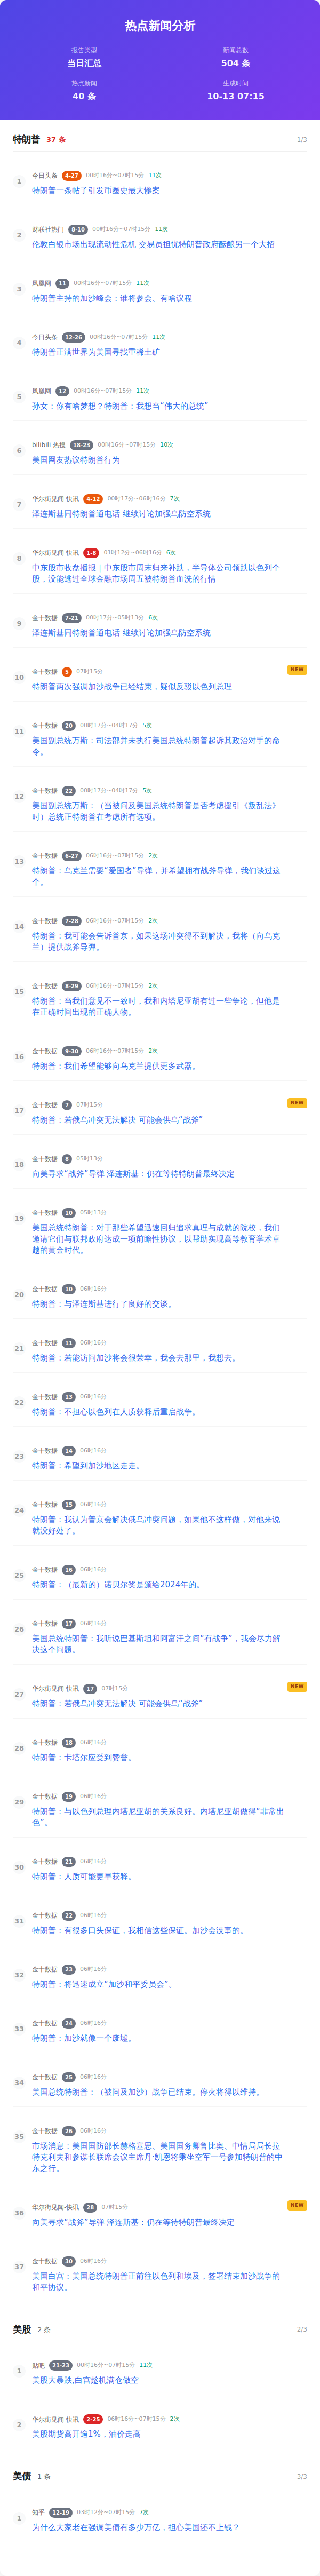 热点新闻分析
报告类型
当日汇总
新闻总数
504 条
热点新闻
40 条
生成时间
10-13 07:15
特朗普 37 条 1/3
1 今日头条 4-27 00时16分~07时15分 11次
特朗普一条帖子引发币圈史最大惨案
2 财联社热门 8-10 00时16分~07时15分 11次
伦敦白银市场出现流动性危机 交易员担忧特朗普政府酝酿另一个大招
3 凤凰网 11 00时16分~07时15分 11次
特朗普主持的加沙峰会：谁将参会、有啥议程
4 今日头条 12-26 00时16分~07时15分 11次
特朗普正满世界为美国寻找重稀土矿
5 凤凰网 12 00时16分~07时15分 11次
孙女：你有啥梦想？特朗普：我想当“伟大的总统”
6 bilibili 热搜 18-23 00时16分~07时15分 10次
美国网友热议特朗普行为
7 华尔街见闻-快讯 4-12 00时17分~06时16分 7次
泽连斯基同特朗普通电话 继续讨论加强乌防空系统
8 华尔街见闻-快讯 1-8 01时12分~06时16分 6次
中东股市收盘播报｜中东股市周末归来补跌，半导体公司领跌以色列个
股，没能逃过全球金融市场周五被特朗普血洗的行情
9 金十数据 7-21 00时17分~05时13分 6次
泽连斯基同特朗普通电话 继续讨论加强乌防空系统
10 金十数据 5 07时15分 NEW
特朗普两次强调加沙战争已经结束，疑似反驳以色列总理
11 金十数据 20 00时17分~04时17分 5次
美国副总统万斯：司法部并未执行美国总统特朗普起诉其政治对手的命
令。
12 金十数据 22 00时17分~04时17分 5次
美国副总统万斯：（当被问及美国总统特朗普是否考虑援引《叛乱法》
时）总统正特朗普在考虑所有选项。
13 金十数据 6-27 06时16分~07时15分 2次
特朗普：乌克兰需要“爱国者”导弹，并希望拥有战斧导弹，我们谈过这
个。
14 金十数据 7-28 06时16分~07时15分 2次
特朗普：我可能会告诉普京，如果这场冲突得不到解决，我将（向乌克
兰）提供战斧导弹。
15 金十数据 8-29 06时16分~07时15分 2次
特朗普：当我们意见不一致时，我和内塔尼亚胡有过一些争论，但他是
在正确时间出现的正确人物。
16 金十数据 9-30 06时16分~07时15分 2次
特朗普：我们希望能够向乌克兰提供更多武器。
17 金十数据 7 07时15分 NEW
特朗普：若俄乌冲突无法解决 可能会供乌“战斧”
18 金十数据 8 05时13分
向美寻求“战斧”导弹 泽连斯基：仍在等待特朗普最终决定
19 金十数据 10 05时13分
美国总统特朗普：对于那些希望迅速回归追求真理与成就的院校，我们
邀请它们与联邦政府达成一项前瞻性协议，以帮助实现高等教育学术卓
越的黄金时代。
20 金十数据 10 06时16分
特朗普：与泽连斯基进行了良好的交谈。
21 金十数据 11 06时16分
特朗普：若能访问加沙将会很荣幸，我会去那里，我想去。
22 金十数据 13 06时16分
特朗普：不担心以色列在人质获释后重启战争。
23 金十数据 14 06时16分
特朗普：希望到加沙地区走走。
24 金十数据 15 06时16分
特朗普：我认为普京会解决俄乌冲突问题，如果他不这样做，对他来说
就没好处了。
25 金十数据 16 06时16分
特朗普：（最新的）诺贝尔奖是颁给2024年的。
26 金十数据 17 06时16分
美国总统特朗普：我听说巴基斯坦和阿富汗之间“有战争”，我会尽力解
决这个问题。
27 华尔街见闻-快讯 17 07时15分 NEW
特朗普：若俄乌冲突无法解决 可能会供乌“战斧”
28 金十数据 18 06时16分
特朗普：卡塔尔应受到赞誉。
29 金十数据 19 06时16分
特朗普：与以色列总理内塔尼亚胡的关系良好。内塔尼亚胡做得“非常出
色”。
30 金十数据 21 06时16分
特朗普：人质可能更早获释。
31 金十数据 22 06时16分
特朗普：有很多口头保证，我相信这些保证。加沙会没事的。
32 金十数据 23 06时16分
特朗普：将迅速成立“加沙和平委员会”。
33 金十数据 24 06时16分
特朗普：加沙就像一个废墟。
34 金十数据 25 06时16分
美国总统特朗普：（被问及加沙）战争已结束。停火将得以维持。
35 金十数据 26 06时16分
市场消息：美国国防部长赫格塞思、美国国务卿鲁比奥、中情局局长拉
特克利夫和参谋长联席会议主席丹·凯恩将乘坐空军一号参加特朗普的中
东之行。
36 华尔街见闻-快讯 28 07时15分 NEW
向美寻求“战斧”导弹 泽连斯基：仍在等待特朗普最终决定
37 金十数据 30 06时16分
美国白宫：美国总统特朗普正前往以色列和埃及，签署结束加沙战争的
和平协议。
美股 2 条 2/3
1 贴吧 21-23 00时16分~07时15分 11次
美股大暴跌,白宫趁机满仓做空
2 华尔街见闻-快讯 2-25 06时16分~07时15分 2次
美股期货高开逾1%，油价走高
美债 1 条 3/3
1 知乎 12-19 03时12分~07时15分 7次
为什么大家老在强调美债有多少万亿，担心美国还不上钱？